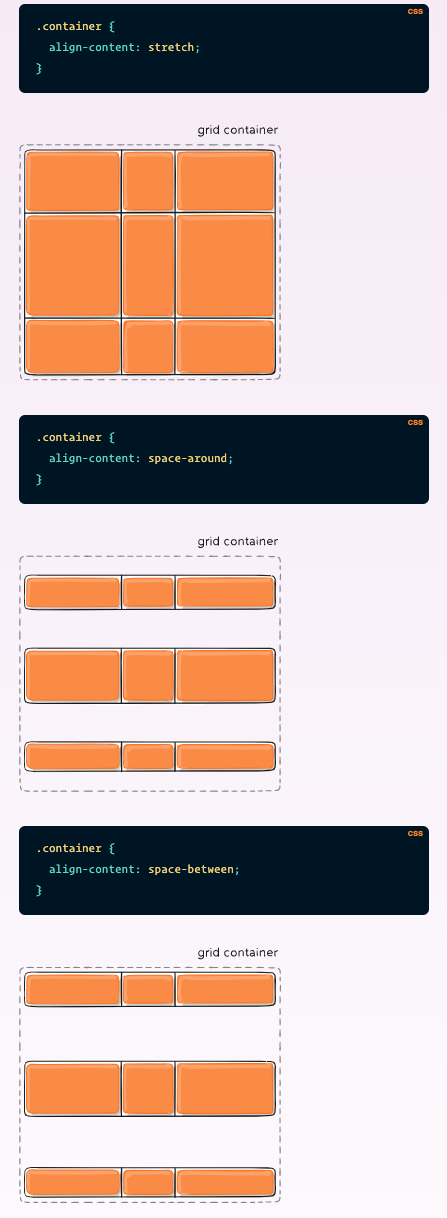 css
.container {
  align-content: stretch;
}
grid container
css
.container {
  align-content: space-around;
}
grid container
css
.container {
  align-content: space-between;
}
grid container